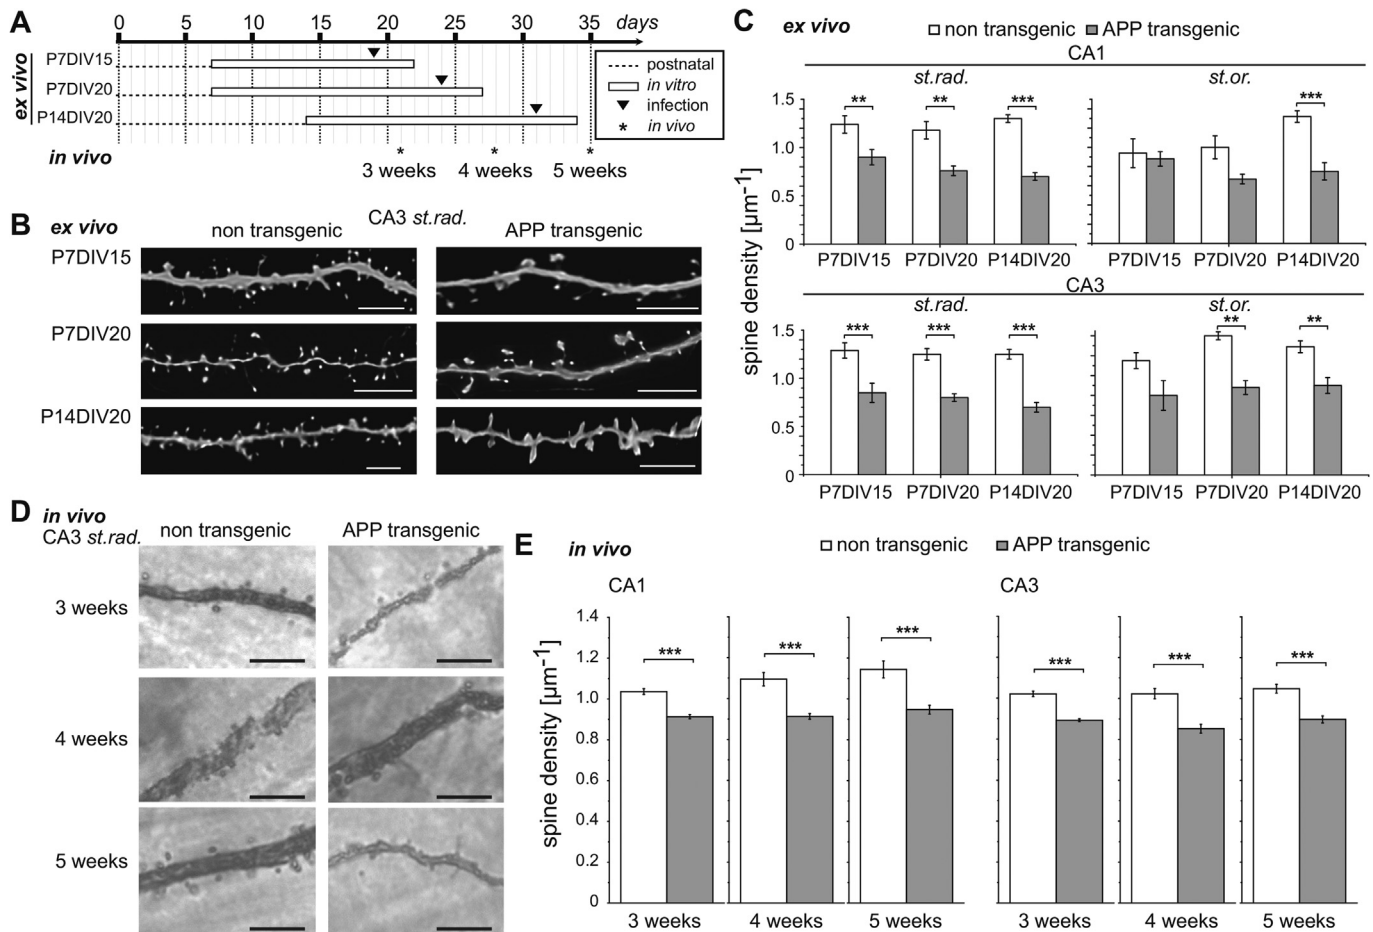 A
0 5 10 15 20 25 30 35 days
ex vivo
P7DIV15
P7DIV20
P14DIV20
in vivo
* * *
3 weeks 4 weeks 5 weeks
postnatal
in vitro
infection
* in vivo
B ex vivo
CA3 st.rad.
non transgenic APP transgenic
P7DIV15
P7DIV20
P14DIV20
C ex vivo
non transgenic APP transgenic
CA1
st.rad. st.or.
spine density [µm-1]
1.5
1.0
0.5
0
** ** *** ***
P7DIV15 P7DIV20 P14DIV20 P7DIV15 P7DIV20 P14DIV20
CA3
st.rad. st.or.
1.5
1.0
0.5
0
*** *** *** ** **
P7DIV15 P7DIV20 P14DIV20 P7DIV15 P7DIV20 P14DIV20
D in vivo
CA3 st.rad.
non transgenic APP transgenic
3 weeks
4 weeks
5 weeks
E in vivo
non transgenic APP transgenic
CA1 CA3
spine density [µm-1]
1.4
1.2
1.0
0.8
0.6
0.4
0.2
0
*** *** *** *** *** ***
3 weeks 4 weeks 5 weeks 3 weeks 4 weeks 5 weeks